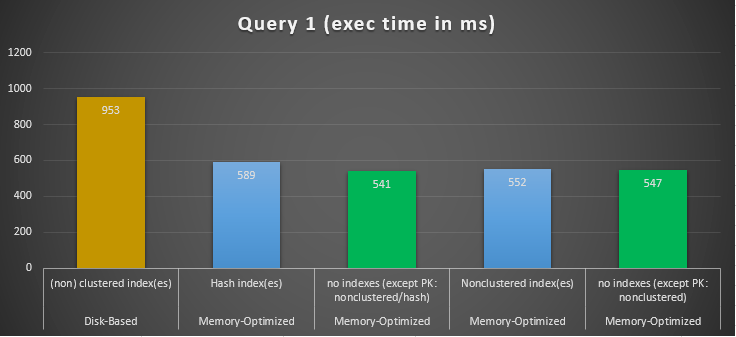 Query 1 (exec time in ms)
1200
1000
800
600
400
200
0
953
589
541
552
547
(non) clustered index(es)
Hash index(es)
no indexes (except PK:
nonclustered/hash)
Nonclustered index(es)
no indexes (except PK:
nonclustered)
Disk-Based
Memory-Optimized
Memory-Optimized
Memory-Optimized
Memory-Optimized